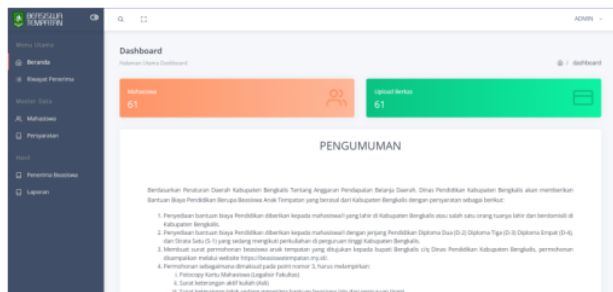 BEASISWA
TEMPATAN
ADMIN
Menu Utama
Beranda
Riwayat Penerima
Master Data
Mahasiswa
Persyaratan
Hasil
Penerima Beasiswa
Laporan
Dashboard
Halaman Utama Dashboard
/ dashboard
Mahasiswa
61
Upload Berkas
61
PENGUMUMAN
Berdasarkan Peraturan Daerah Kabupaten Bengkalis Tentang Anggaran Pendapatan Belanja Daerah, Dinas Pendidikan Kabupaten Bengkalis akan memberikan
Bantuan Biaya Pendidikan Berupa Beasiswa Anak Tempatan yang berasal dari Kabupaten Bengkalis dengan persyaratan sebagai berikut:
1. Penyediaan bantuan biaya Pendidikan diberikan kepada mahasiswa/i yang lahir di Kabupaten Bengkalis atau salah satu orang tuanya lahir dan berdomisili di
Kabupaten Bengkalis.
2. Penyediaan bantuan biaya Pendidikan diberikan kepada mahasiswa/i dengan jenjang Pendidikan Diploma Dua (D-2) Diploma Tiga (D-3) Diploma Empat (D-4),
dan Strata Satu (S-1) yang sedang mengikuti perkuliahan di perguruan tinggi Kabupaten Bengkalis.
3. Membuat surat permohonan beasiswa anak tempatan yang ditujukan kepada bupati Bengkalis c/q Dinas Pendidikan Kabupaten Bengkalis, permohonan
disampaikan melalui website https://beasiswatempatan.my.id/.
4. Permohonan sebagaimana dimaksud pada point nomor 3, harus melampirkan:
i. Fotocopy Kartu Mahasiswa (Legalisir Fakultas)
ii. Surat keterangan aktif kuliah (Asli)